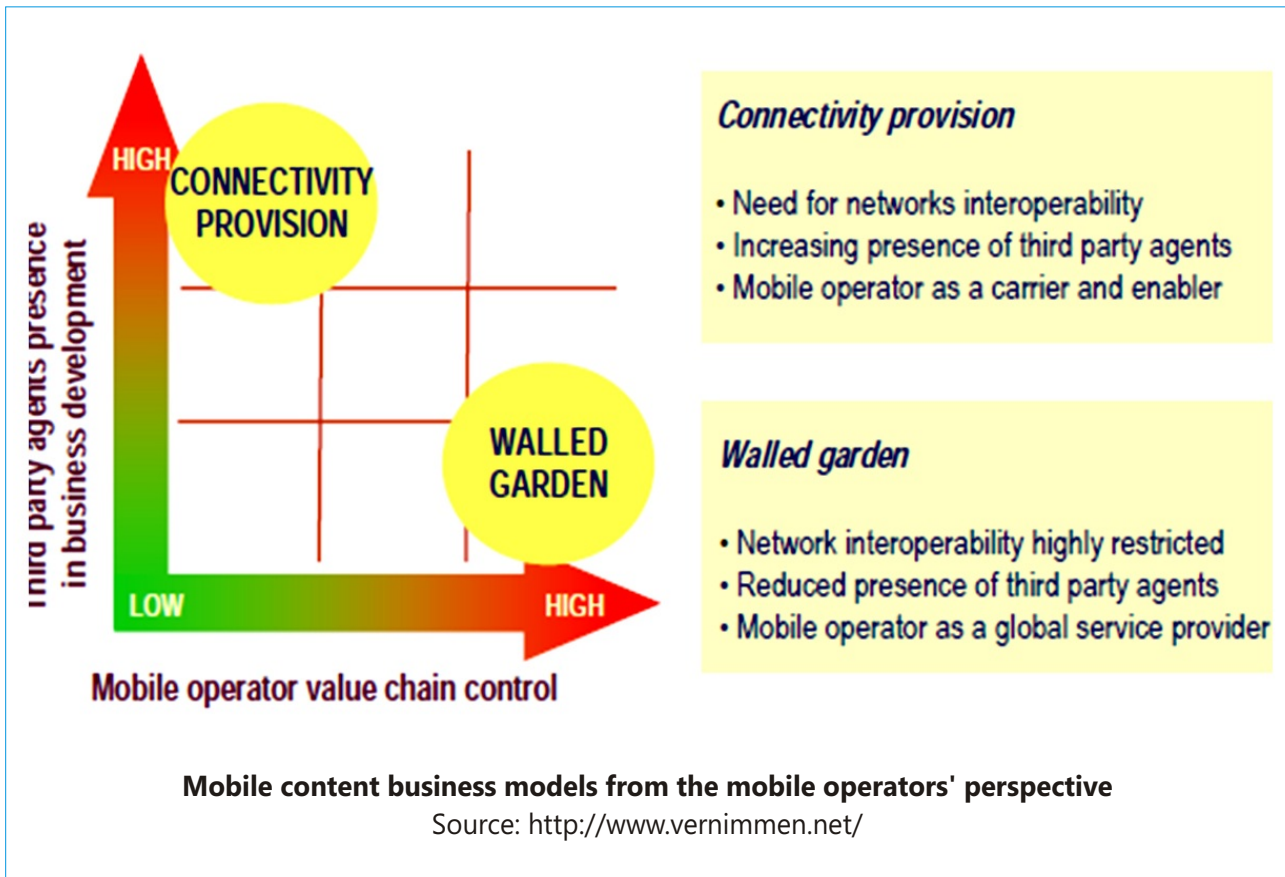 HIGH
CONNECTIVITY
PROVISION
Third party agents presence
in business development
WALLED
GARDEN
LOW
HIGH
Mobile operator value chain control
Connectivity provision
• Need for networks interoperability
• Increasing presence of third party agents
• Mobile operator as a carrier and enabler
Walled garden
• Network interoperability highly restricted
• Reduced presence of third party agents
• Mobile operator as a global service provider
Mobile content business models from the mobile operators' perspective
Source: http://www.vernimmen.net/